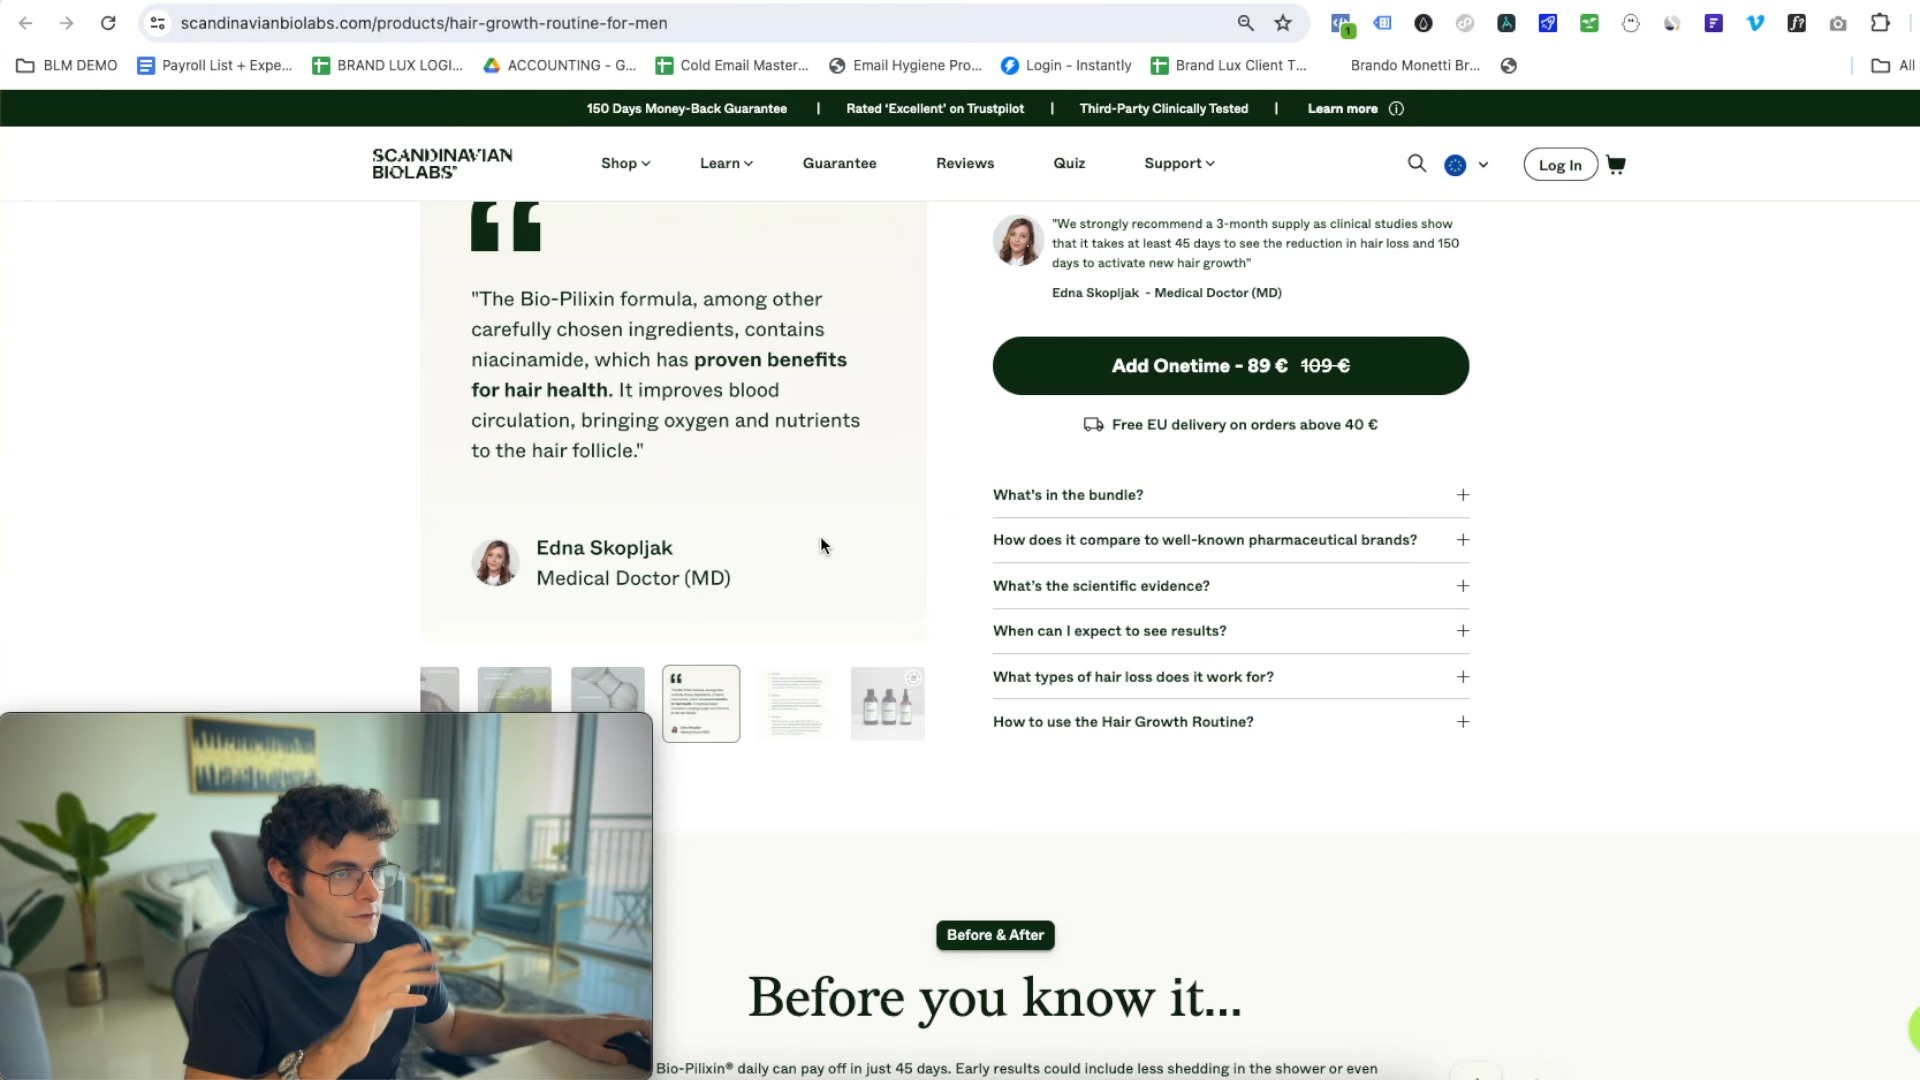 scandinavianbiolabs.com/products/hair-growth-routine-for-men
BLM DEMO
Payroll List + Expe...
BRAND LUX LOGI...
ACCOUNTING - G...
Cold Email Master...
Email Hygiene Pro...
Login - Instantly
Brand Lux Client T...
Brando Monetti Br...
All
150 Days Money-Back Guarantee | Rated 'Excellent' on Trustpilot | Third-Party Clinically Tested | Learn more
SCANDINAVIAN
BIOLABS®
Shop
Learn
Guarantee
Reviews
Quiz
Support
Log In
"The Bio-Pilixin formula, among other
carefully chosen ingredients, contains
niacinamide, which has proven benefits
for hair health. It improves blood
circulation, bringing oxygen and nutrients
to the hair follicle."
Edna Skopljak
Medical Doctor (MD)
"We strongly recommend a 3-month supply as clinical studies show
that it takes at least 45 days to see the reduction in hair loss and 150
days to activate new hair growth"
Edna Skopljak - Medical Doctor (MD)
Add Onetime - 89 € 109 €
Free EU delivery on orders above 40 €
What's in the bundle?
How does it compare to well-known pharmaceutical brands?
What's the scientific evidence?
When can I expect to see results?
What types of hair loss does it work for?
How to use the Hair Growth Routine?
Before & After
Before you know it...
Bio-Pilixin® daily can pay off in just 45 days. Early results could include less shedding in the shower or even